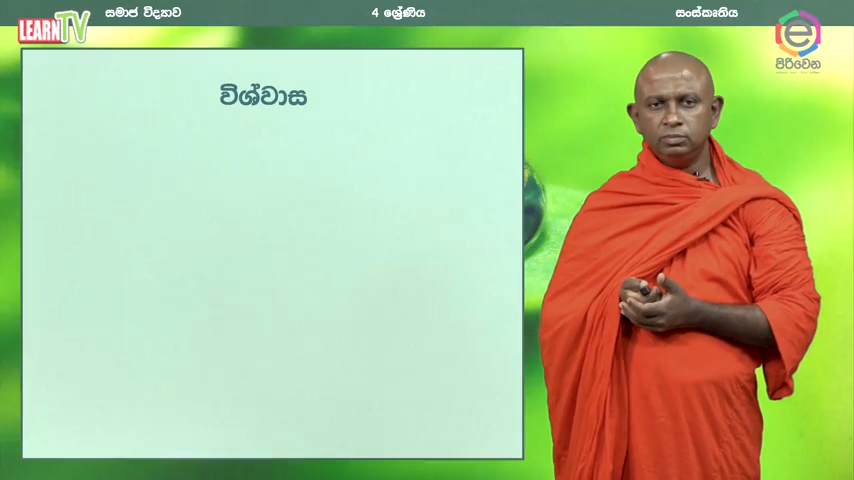 සමාජ විද්‍යාව
4 ශ්‍රේණිය
සංස්කෘතිය
LEARN TV
e
පිරිවෙන
විශ්වාස